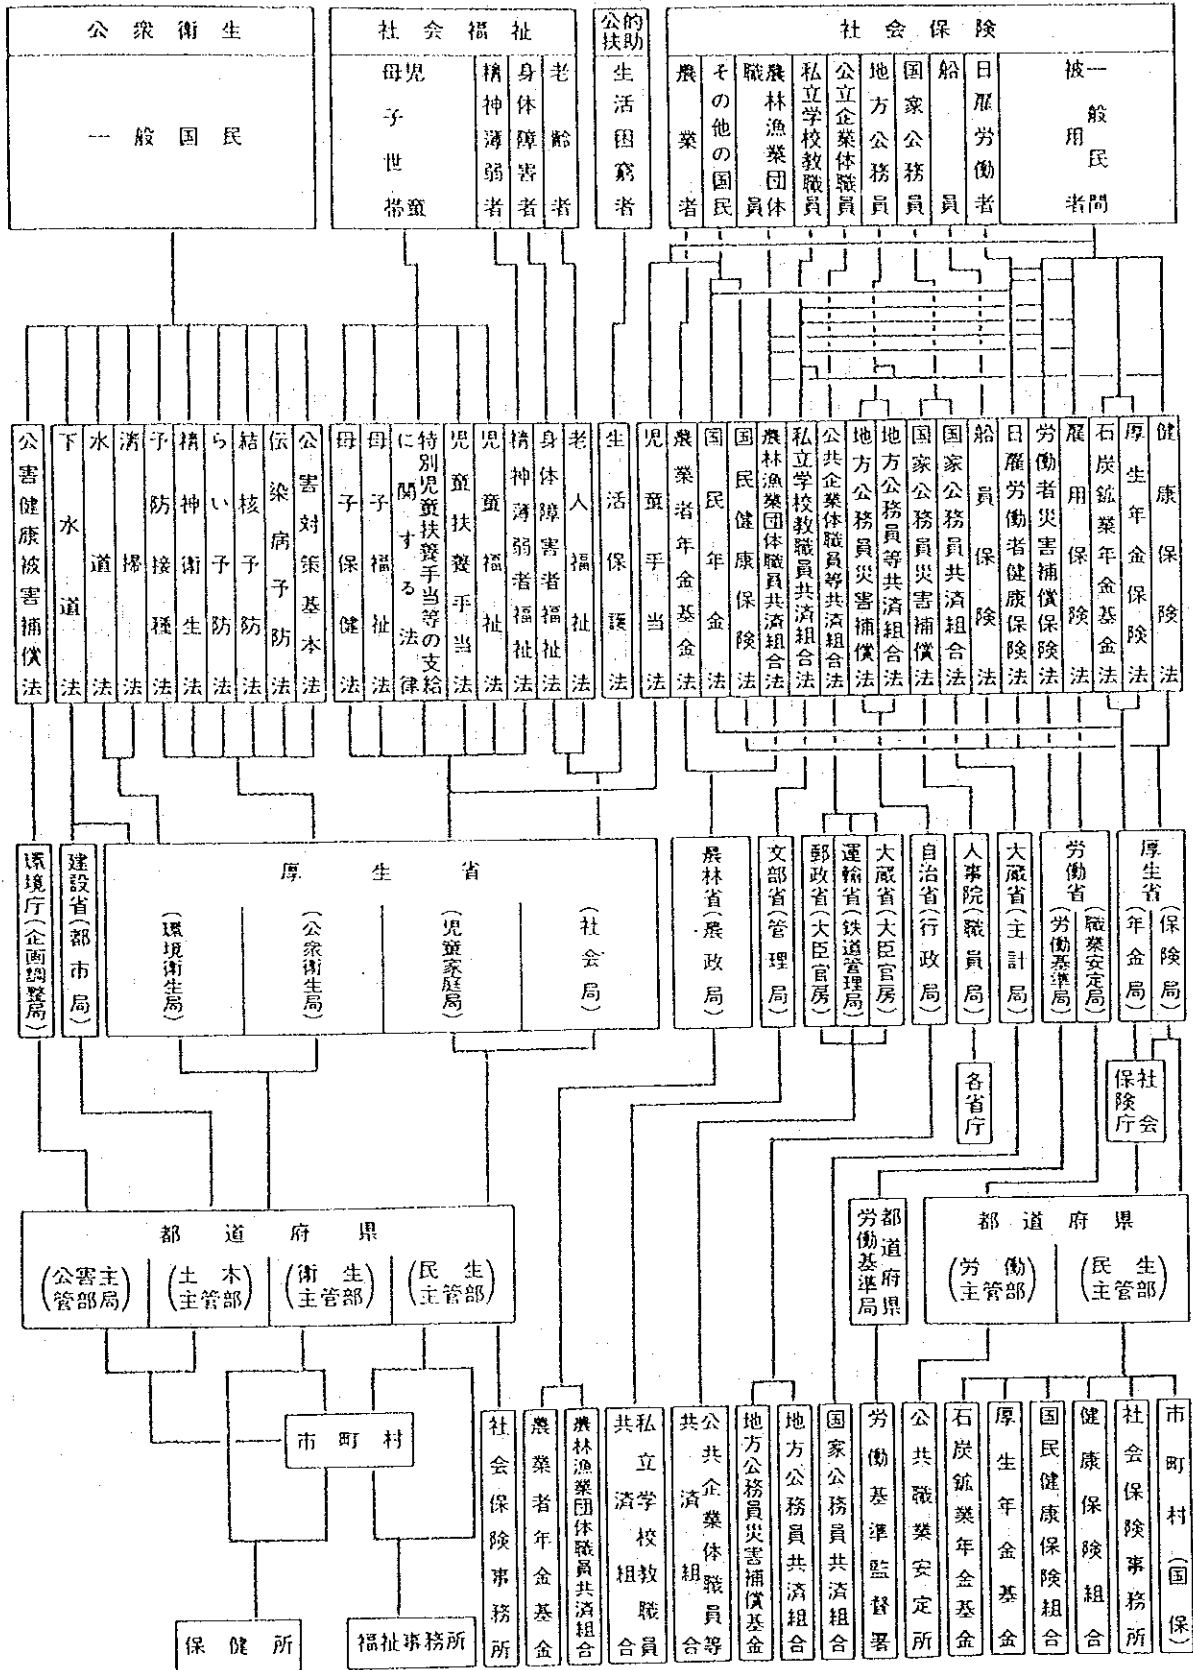 公衆衛生
一般国民
社会福祉
児童
母子世帯
精神薄弱者
身体障害者
老齢者
公的扶助
生活困窮者
社会保険
農業者
その他の国民
農林漁業団体職員
私立学校教職員
公立企業体職員
地方公務員
国家公務員
船員
日雇労働者
一般民間被用者
公害健康被害補償法
下水道法
水道法
清掃法
予防接種法
精神衛生法
らい予防法
結核予防法
伝染病予防法
公害対策基本法
母子保健法
母子福祉法
特別児童扶養手当等の支給に関する法律
児童扶養手当法
児童福祉法
精神薄弱者福祉法
身体障害者福祉法
老人福祉法
生活保護法
児童手当法
農業者年金基金法
国民年金法
国民健康保険法
農林漁業団体職員共済組合法
私立学校教職員共済組合法
公共企業体職員等共済組合法
地方公務員災害補償法
地方公務員等共済組合法
国家公務員災害補償法
国家公務員共済組合法
船員保険法
日雇労働者健康保険法
労働者災害補償保険法
雇用保険法
石炭鉱業年金基金法
厚生年金保険法
健康保険法
環境庁(企画調整局)
建設省(都市局)
厚生省
(環境衛生局)
(公衆衛生局)
(児童家庭局)
(社会局)
農林省(農政局)
文部省(管理局)
郵政省(大臣官房)
運輸省(鉄道管理局)
大蔵省(大臣官房)
自治省(行政局)
人事院(職員局)
大蔵省(主計局)
労働省
(労働基準局)
(職業安定局)
厚生省
(年金局)
(保険局)
各省庁
社会保険庁
都道府県
(公害主管部局)
(土木主管部)
(衛生主管部)
(民生主管部)
都道府県労働基準局
都道府県
(労働主管部)
(民生主管部)
市町村
保健所
福祉事務所
社会保険事務所
農業者年金基金
農林漁業団体職員共済組合
私立学校教職員共済組合
公共企業体職員等共済組合
地方公務員災害補償基金
地方公務員共済組合
国家公務員共済組合
労働基準監督署
公共職業安定所
石炭鉱業年金基金
厚生年金基金
国民健康保険組合
健康保険組合
社会保険事務所
市町村(国保)